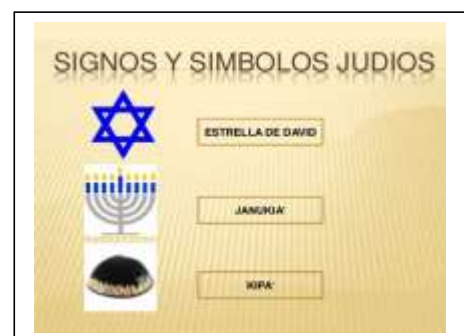 SIGNOS Y SIMBOLOS JUDIOS
ESTRELLA DE DAVID
JANUKIA'
KIPA'